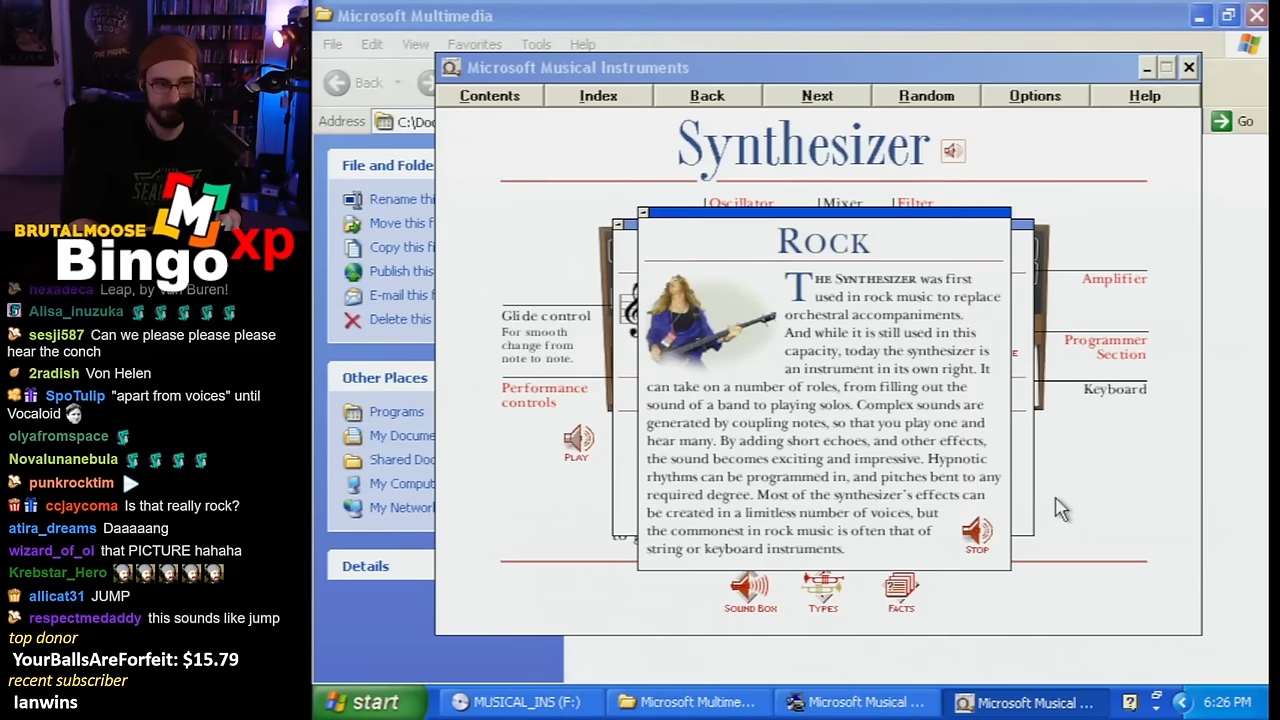 BRUTALMOOSE
M
Bingo xp
hexadeca Leap, by Van Buren!
Alisa_inuzuka
sesji587 Can we please please please
hear the conch
2radish Von Helen
SpoTulip "apart from voices" until
Vocaloid
olyafromspace
Novalunanebula
punkrocktim
ccjaycoma Is that really rock?
atira_dreams Daaaaang
wizard_of_ol that PICTURE hahaha
Krebstar_Hero
allicat31 JUMP
respectmedaddy this sounds like jump
top donor
YourBallsAreForfeit: $15.79
recent subscriber
lanwins
Microsoft Multimedia
File Edit View Favorites Tools Help
Back
Address C:\Doc
Go
File and Folde
Rename thi
Move this f
Copy this fi
Publish this
E-mail this f
Delete this
Other Places
Programs
My Docume
Shared Doc
My Comput
My Networ
Details
Microsoft Musical Instruments
Contents Index Back Next Random Options Help
Synthesizer
Oscillator Mixer Filter
Glide control
For smooth
change from
note to note.
Performance
controls
PLAY
Amplifier
Programmer
Section
Keyboard
ROCK
THE SYNTHESIZER was first
used in rock music to replace
orchestral accompaniments.
And while it is still used in this
capacity, today the synthesizer is
an instrument in its own right. It
can take on a number of roles, from filling out the
sound of a band to playing solos. Complex sounds are
generated by coupling notes, so that you play one and
hear many. By adding short echoes, and other effects,
the sound becomes exciting and impressive. Hypnotic
rhythms can be programmed in, and pitches bent to any
required degree. Most of the synthesizer's effects can
be created in a limitless number of voices, but
the commonest in rock music is often that of
string or keyboard instruments.
STOP
SOUND BOX TYPES FACTS
start MUSICAL_INS (F:) Microsoft Multime... Microsoft Musical ... Microsoft Musical ... 6:26 PM